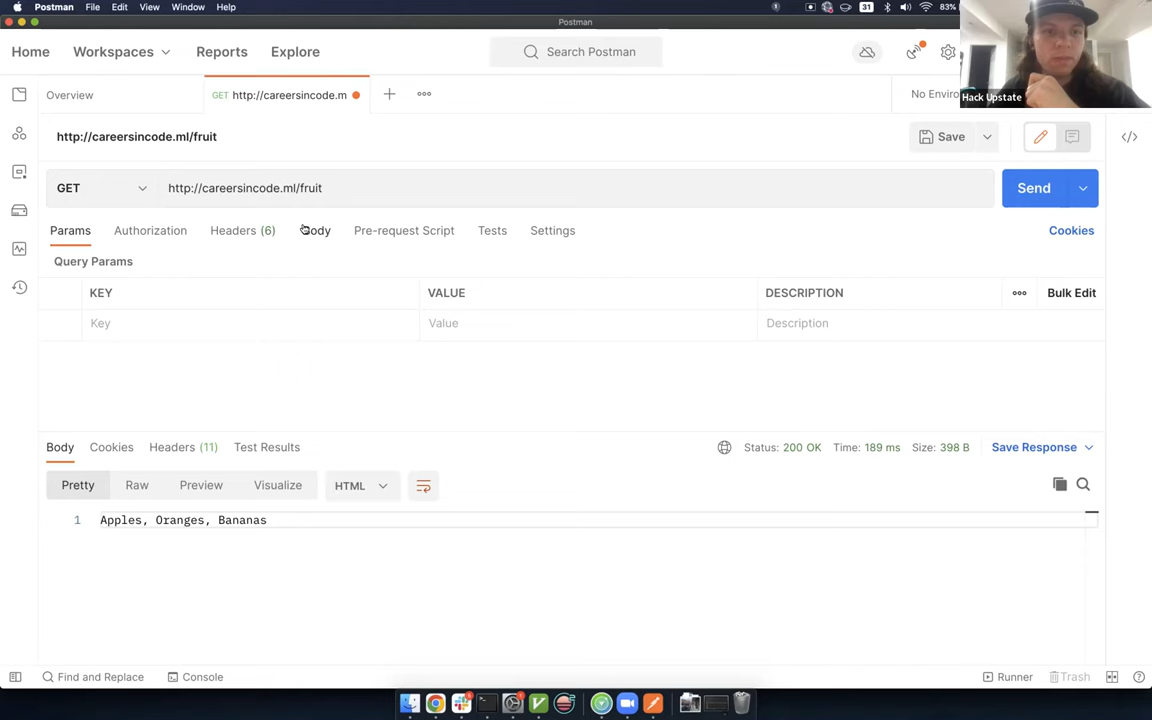 Postman File Edit View Window Help 31 83%
Postman
Home Workspaces Reports Explore Search Postman
Hack Upstate
Overview GET http://careersincode.m No Enviro
http://careersincode.ml/fruit Save
GET http://careersincode.ml/fruit Send
Params Authorization Headers (6) Body Pre-request Script Tests Settings Cookies
Query Params
KEY VALUE DESCRIPTION Bulk Edit
Key Value Description
Body Cookies Headers (11) Test Results Status: 200 OK Time: 189 ms Size: 398 B Save Response
Pretty Raw Preview Visualize HTML
1 Apples, Oranges, Bananas
Find and Replace Console Runner Trash